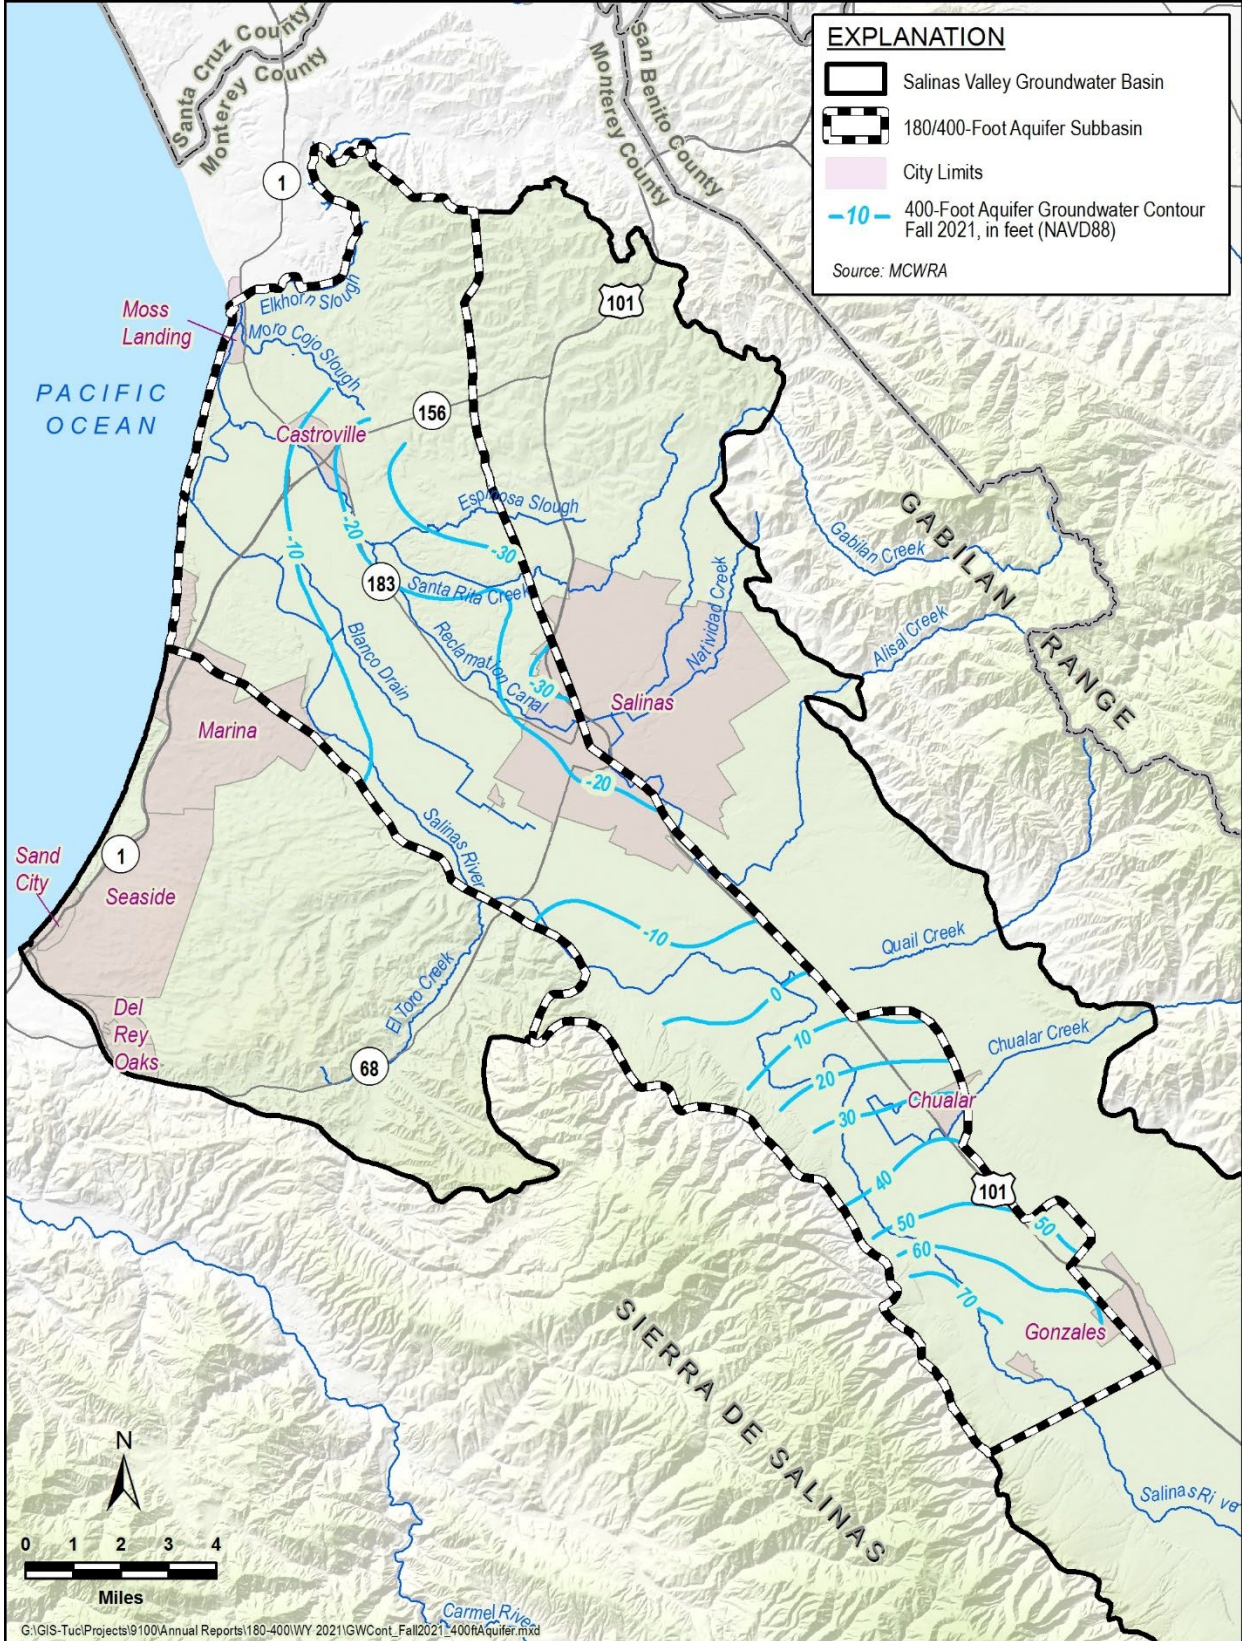 EXPLANATION
Salinas Valley Groundwater Basin
180/400-Foot Aquifer Subbasin
City Limits
-10
400-Foot Aquifer Groundwater Contour
Fall 2021, in feet (NAVD88)
Source: MCWRA
Santa Cruz County
Monterey County
San Benito County
Monterey County
1
101
Elkhorn Slough
Moss
Landing
Moro Cojo Slough
PACIFIC
OCEAN
156
Castroville
Espinosa Slough
GABILAN
RANGE
Gabilan Creek
-10
-20
-30
183
Santa Rita Creek
Natividad Creek
Alisal Creek
Blanco Drain
Reclamation Canal
-30
Salinas
Marina
-20
Salinas River
1
Sand
City
Seaside
-10
Quail Creek
El Toro Creek
0
Del
Rey
Oaks
68
10
Chualar Creek
20
30
Chualar
40
101
50
50
60
70
Gonzales
SIERRA DE SALINAS
Salinas River
N
0 1 2 3 4
Miles
Carmel River
G:\GIS-Tuc\Projects\9100\Annual Reports\180-400\WY 2021\GWCont_Fall2021_400ftAquifer.mxd